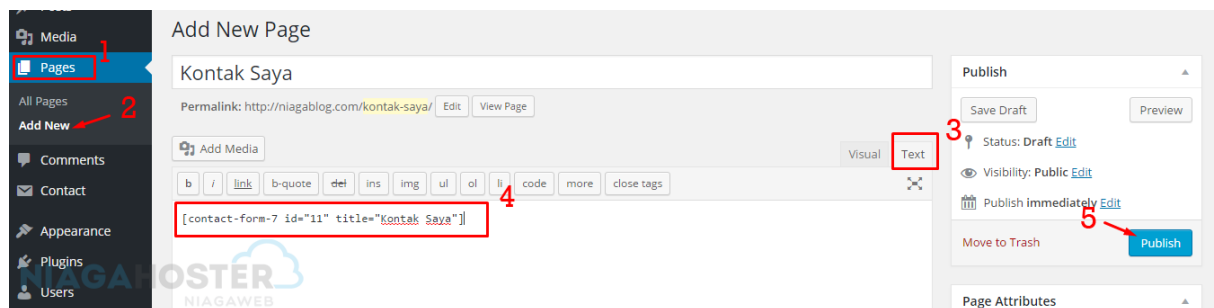 Media
1
Pages
All Pages
2
Add New
Comments
Contact
Appearance
Plugins
Users
Add New Page
Kontak Saya
Permalink: http://niagablog.com/kontak-saya/ Edit View Page
Add Media
Visual Text
3
b i link b-quote del ins img ul ol li code more close tags
4
[contact-form-7 id="11" title="Kontak Saya"]
NIAGAHOSTER
NIAGAWEB
Publish
Save Draft Preview
Status: Draft Edit
Visibility: Public Edit
Publish immediately Edit
5
Move to Trash Publish
Page Attributes